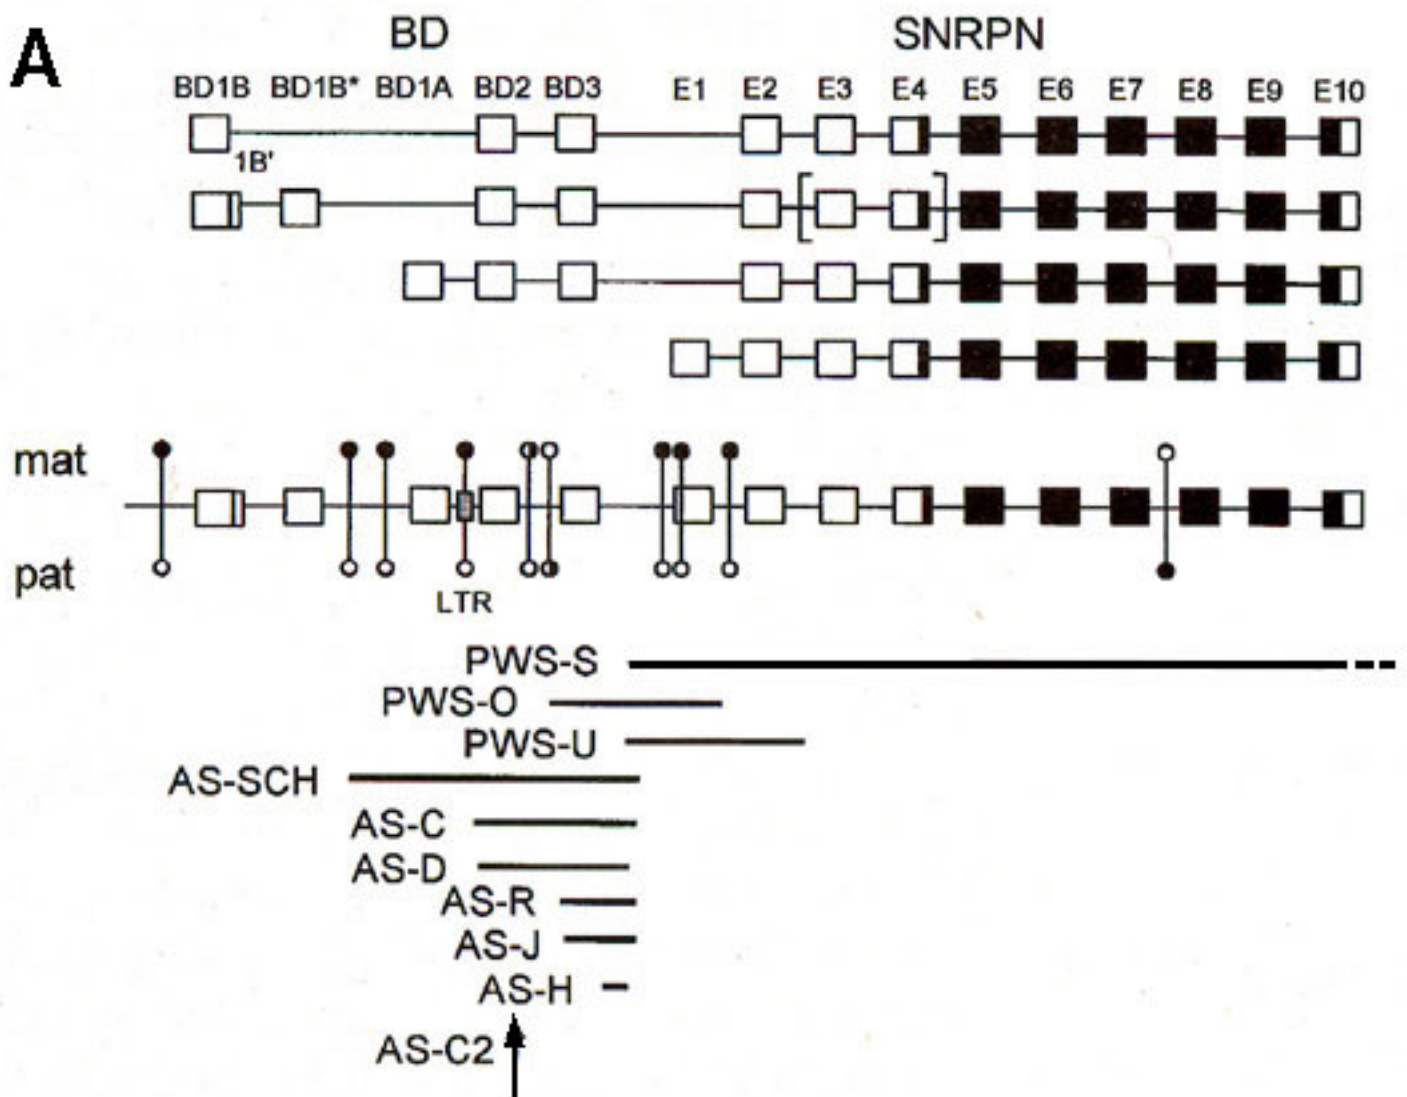 A
BD SNRPN
BD1B BD1B* BD1A BD2 BD3 E1 E2 E3 E4 E5 E6 E7 E8 E9 E10
1B'
mat
pat
LTR
PWS-S
PWS-O
PWS-U
AS-SCH
AS-C
AS-D
AS-R
AS-J
AS-H
AS-C2